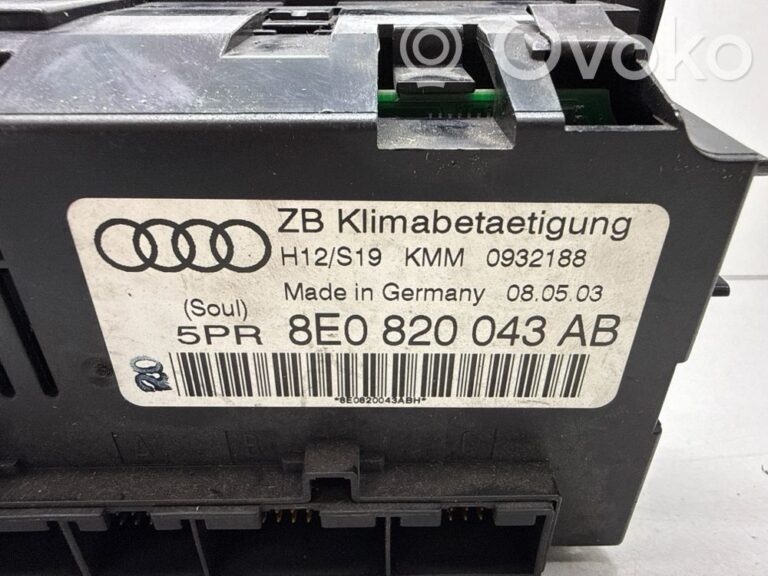 Ovoko
ZB Klimabetaetigung
H12/S19 KMM 0932188
Made in Germany 08.05.03
(Soul)
5PR 8E0 820 043 AB
*8E0820043ABH*
A B C